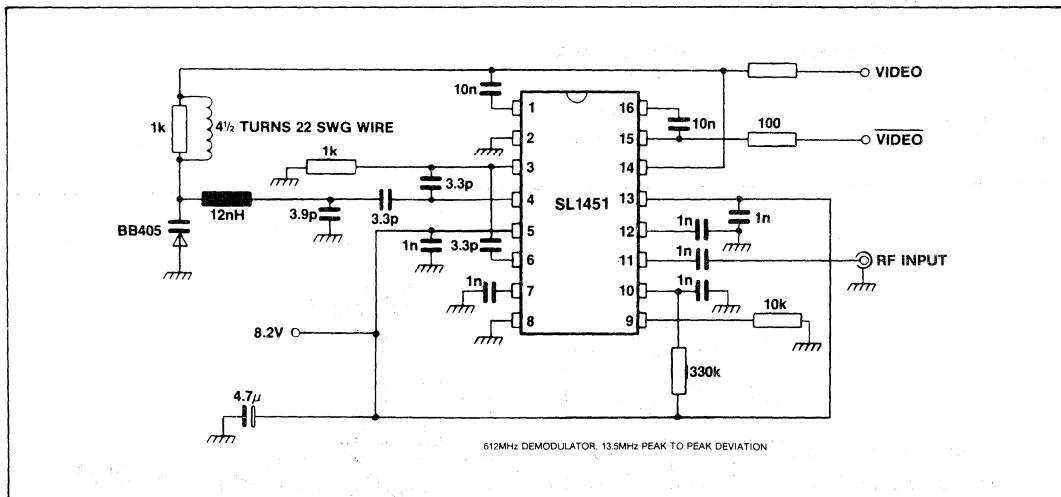 VIDEO
10n
1
16
10n
1k
4½ TURNS 22 SWG WIRE
2
15
100
VIDEO
1k
3
14
3.3p
4
SL1451
13
12nH
3.9p
3.3p
1n
1n
BB405
5
12
1n
3.3p
1n
6
11
RF INPUT
1n
7
10
1n
10k
8.2V
8
9
330k
4.7μ
612MHz DEMODULATOR, 13.5MHz PEAK TO PEAK DEVIATION